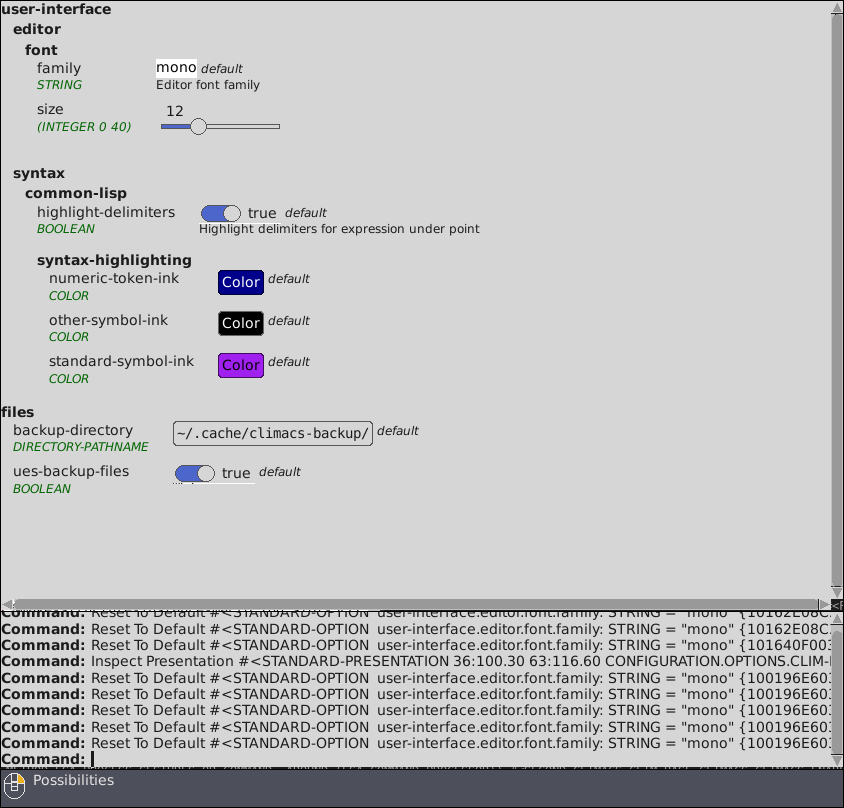 user-interface
editor
font
family mono default
STRING Editor font family
size 12
(INTEGER 0 40)
syntax
common-lisp
highlight-delimiters true default
BOOLEAN Highlight delimiters for expression under point
syntax-highlighting
numeric-token-ink Color default
COLOR
other-symbol-ink Color default
COLOR
standard-symbol-ink Color default
COLOR
files
backup-directory ~/.cache/climacs-backup/ default
DIRECTORY-PATHNAME
ues-backup-files true default
BOOLEAN
Command: Reset To Default #<STANDARD-OPTION user-interface.editor.font.family: STRING = "mono" {10162E08C
Command: Reset To Default #<STANDARD-OPTION user-interface.editor.font.family: STRING = "mono" {10162E08C
Command: Reset To Default #<STANDARD-OPTION user-interface.editor.font.family: STRING = "mono" {101640F003
Command: Inspect Presentation #<STANDARD-PRESENTATION 36:100.30 63:116.60 CONFIGURATION.OPTIONS.CLIM-
Command: Reset To Default #<STANDARD-OPTION user-interface.editor.font.family: STRING = "mono" {100196E603
Command: Reset To Default #<STANDARD-OPTION user-interface.editor.font.family: STRING = "mono" {100196E603
Command: Reset To Default #<STANDARD-OPTION user-interface.editor.font.family: STRING = "mono" {100196E603
Command: Reset To Default #<STANDARD-OPTION user-interface.editor.font.family: STRING = "mono" {100196E603
Command: Reset To Default #<STANDARD-OPTION user-interface.editor.font.family: STRING = "mono" {100196E603
Command:
Possibilities